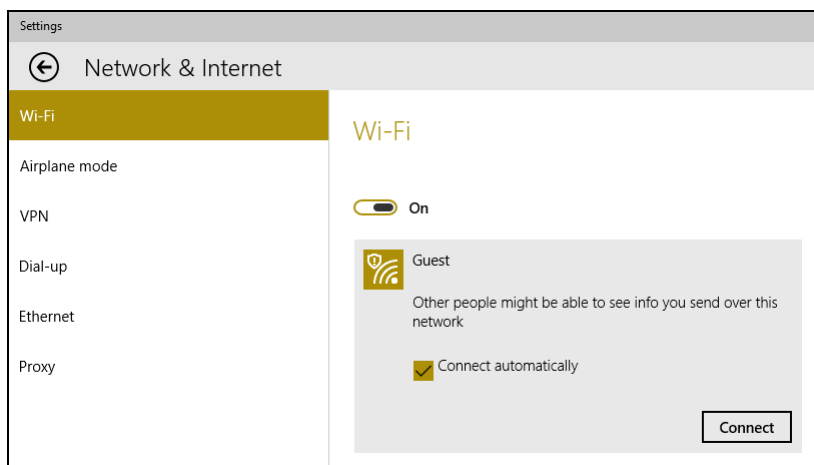 Settings
Network & Internet
Wi-Fi
Airplane mode
VPN
Dial-up
Ethernet
Proxy
Wi-Fi
On
Guest
Other people might be able to see info you send over this
network
Connect automatically
Connect